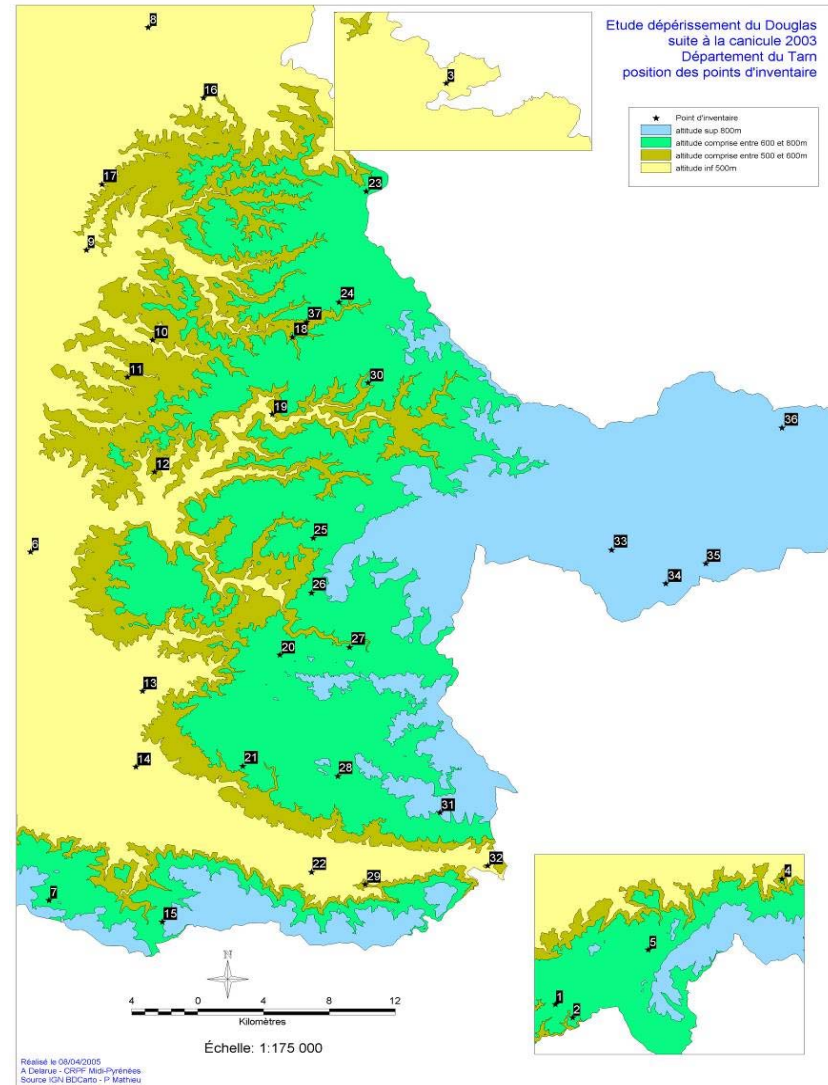 Etude dépérissement du Douglas
suite à la canicule 2003
Département du Tarn
position des points d'inventaire
Point d'inventaire
altitude sup 800m
altitude comprise entre 600 et 800m
altitude comprise entre 500 et 600m
altitude inf 500m
8
3
16
17
23
9
24
37
10
18
11
30
19
36
12
25
6
33
35
34
26
27
20
13
14
21
28
31
22
32
29
4
7
15
5
1
2
N
4 0 4 8 12
Kilomètres
Échelle: 1:175 000
Réalisé le 08/04/2005
A Delarue - CRPF Midi-Pyrénées
Source IGN BDCarto - P Mathieu